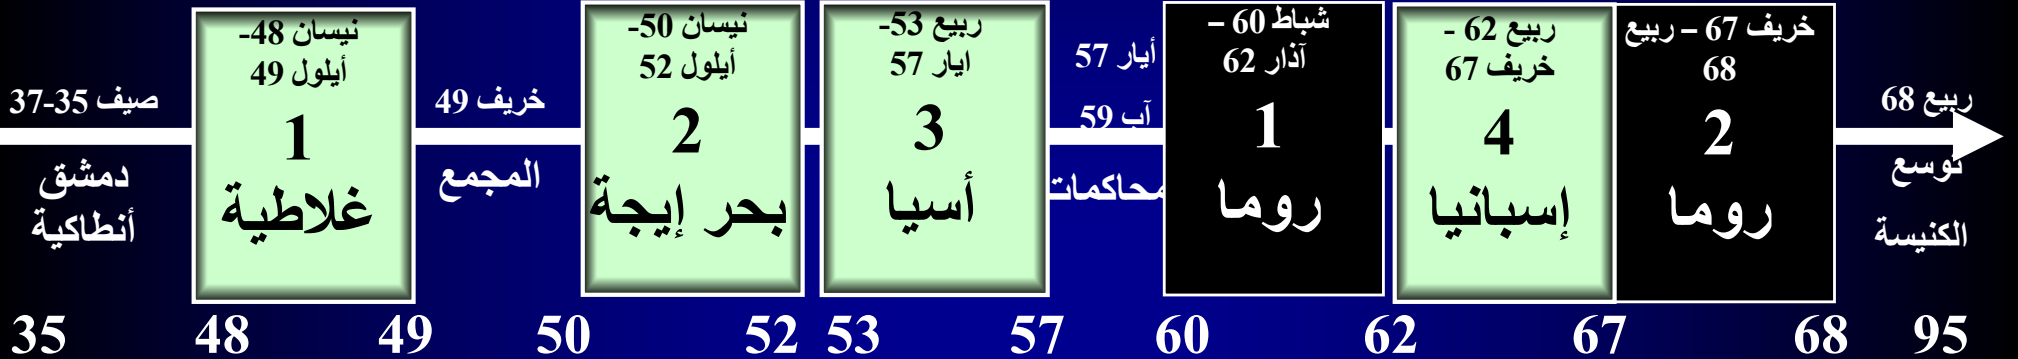 صيف 35-37
دمشق
أنطاكية
نيسان 48-
أيلول 49
1
غلاطية
خريف 49
المجمع
نيسان 50-
أيلول 52
2
بحر إيجة
ربيع 53-
ايار 57
3
أسيا
أيار 57
آب 59
محاكمات
شباط 60 –
آذار 62
1
روما
ربيع 62 -
خريف 67
4
إسبانيا
خريف 67 – ربيع
68
2
روما
ربيع 68
توسع
الكنيسة
35 48 49 50 52 53 57 60 62 67 68 95